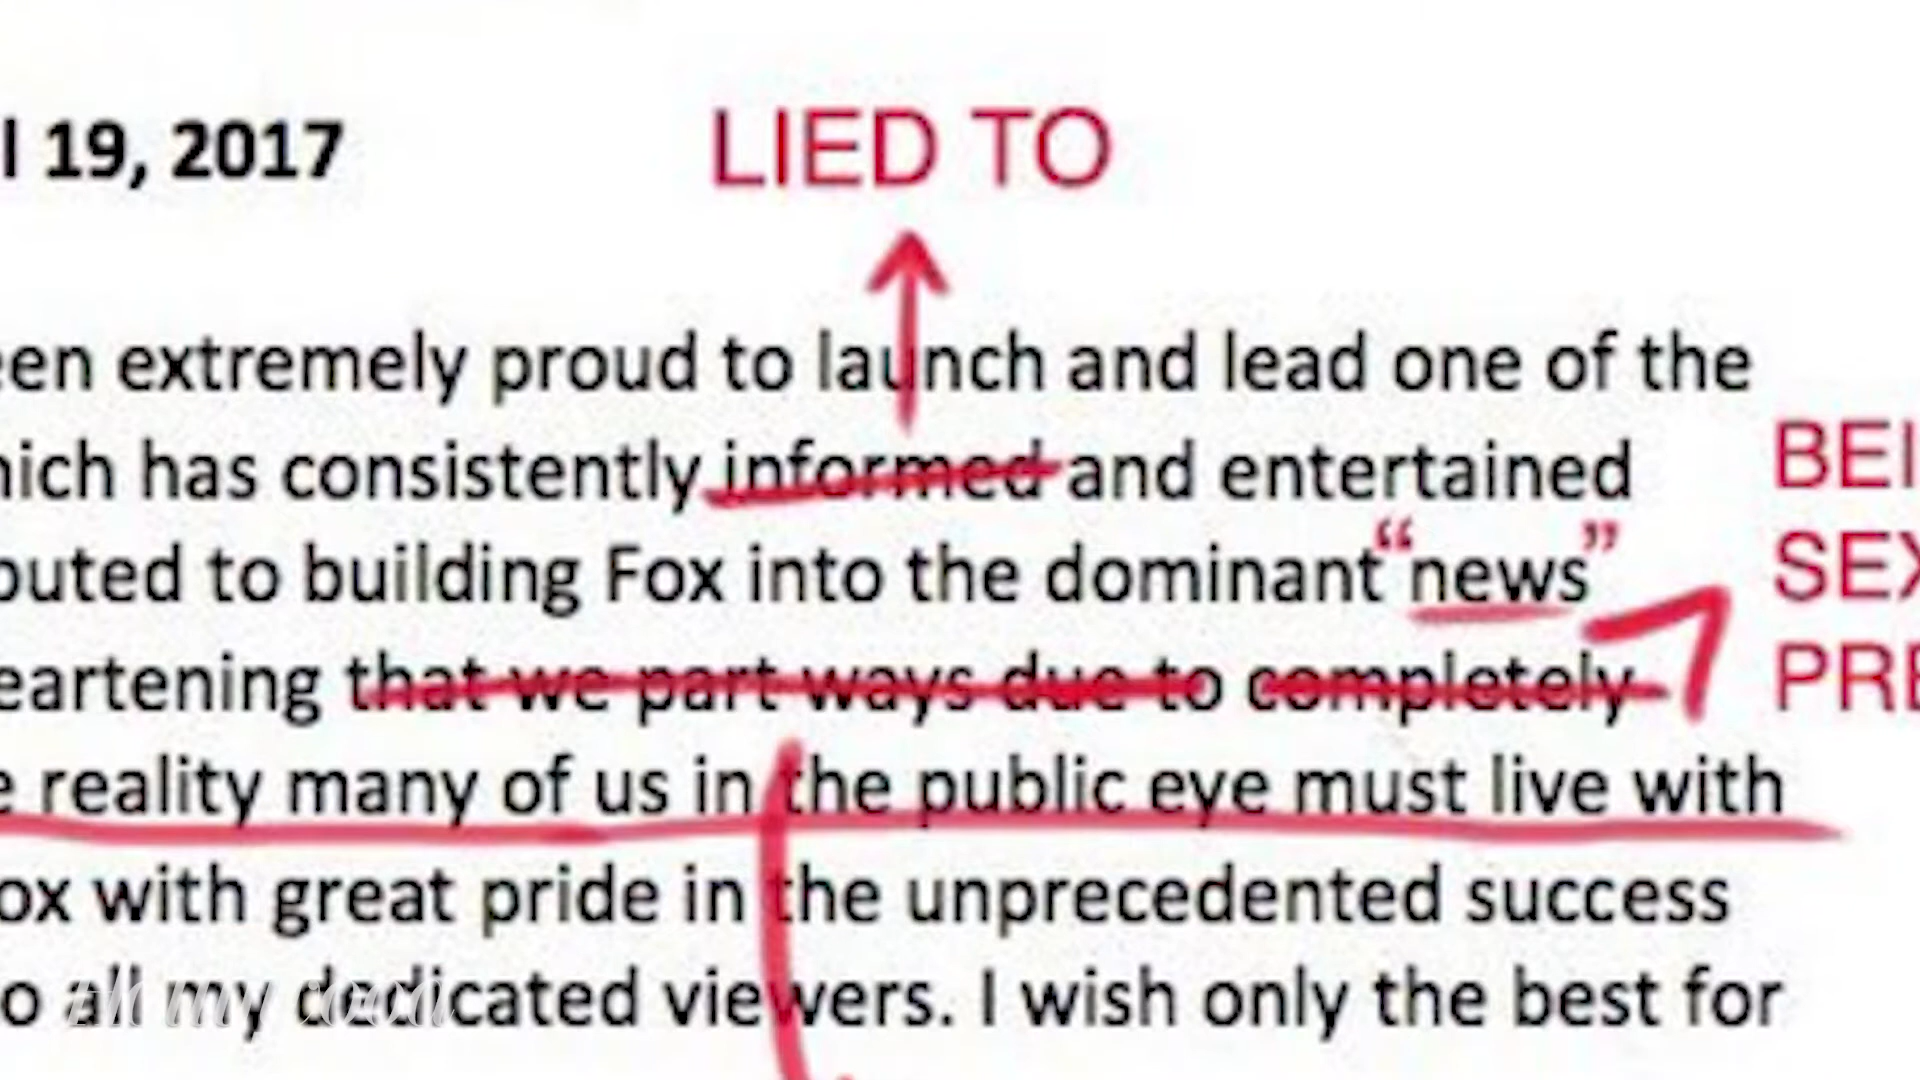 l 19, 2017
LIED TO
een extremely proud to launch and lead one of the
hich has consistently informed and entertained
BEI
buted to building Fox into the dominant “news”
SEX
eartening that we part ways due to completely
PRE
e reality many of us in the public eye must live with
ox with great pride in the unprecedented success
o all my dedicated viewers. I wish only the best for